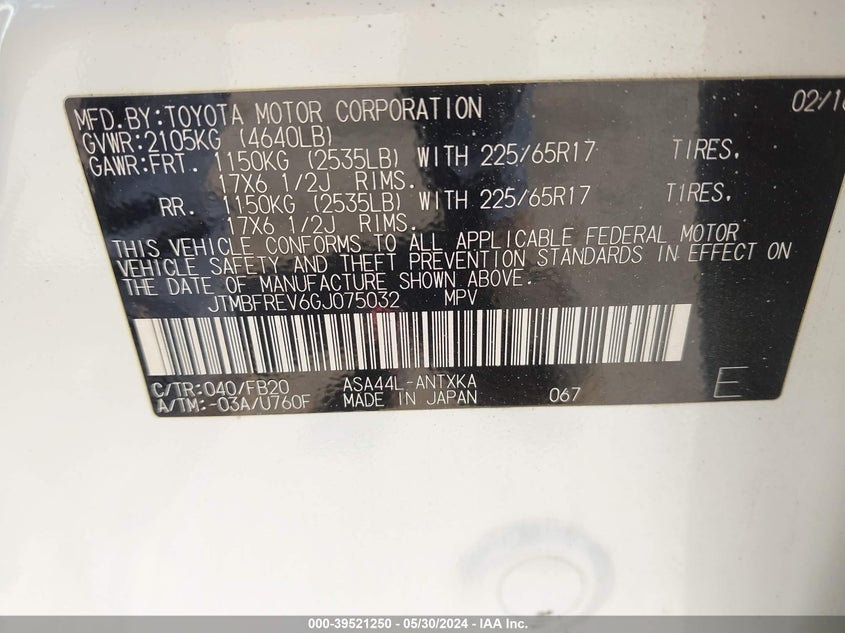 MFD.BY:TOYOTA MOTOR CORPORATION 02/16
GVWR:2105KG (4640LB)
GAWR:FRT. 1150KG (2535LB) WITH 225/65R17 TIRES.
17X6 1/2J RIMS.
RR. 1150KG (2535LB) WITH 225/65R17 TIRES.
17X6 1/2J RIMS.
THIS VEHICLE CONFORMS TO ALL APPLICABLE FEDERAL MOTOR
VEHICLE SAFETY AND THEFT PREVENTION STANDARDS IN EFFECT ON
THE DATE OF MANUFACTURE SHOWN ABOVE.
JTMBFREV6GJ075032 MPV
C/TR:040/FB20 ASA44L-ANTXKA
A/TM:-03A/U760F MADE IN JAPAN 067 E
000-39521250 - 05/30/2024 - IAA Inc.